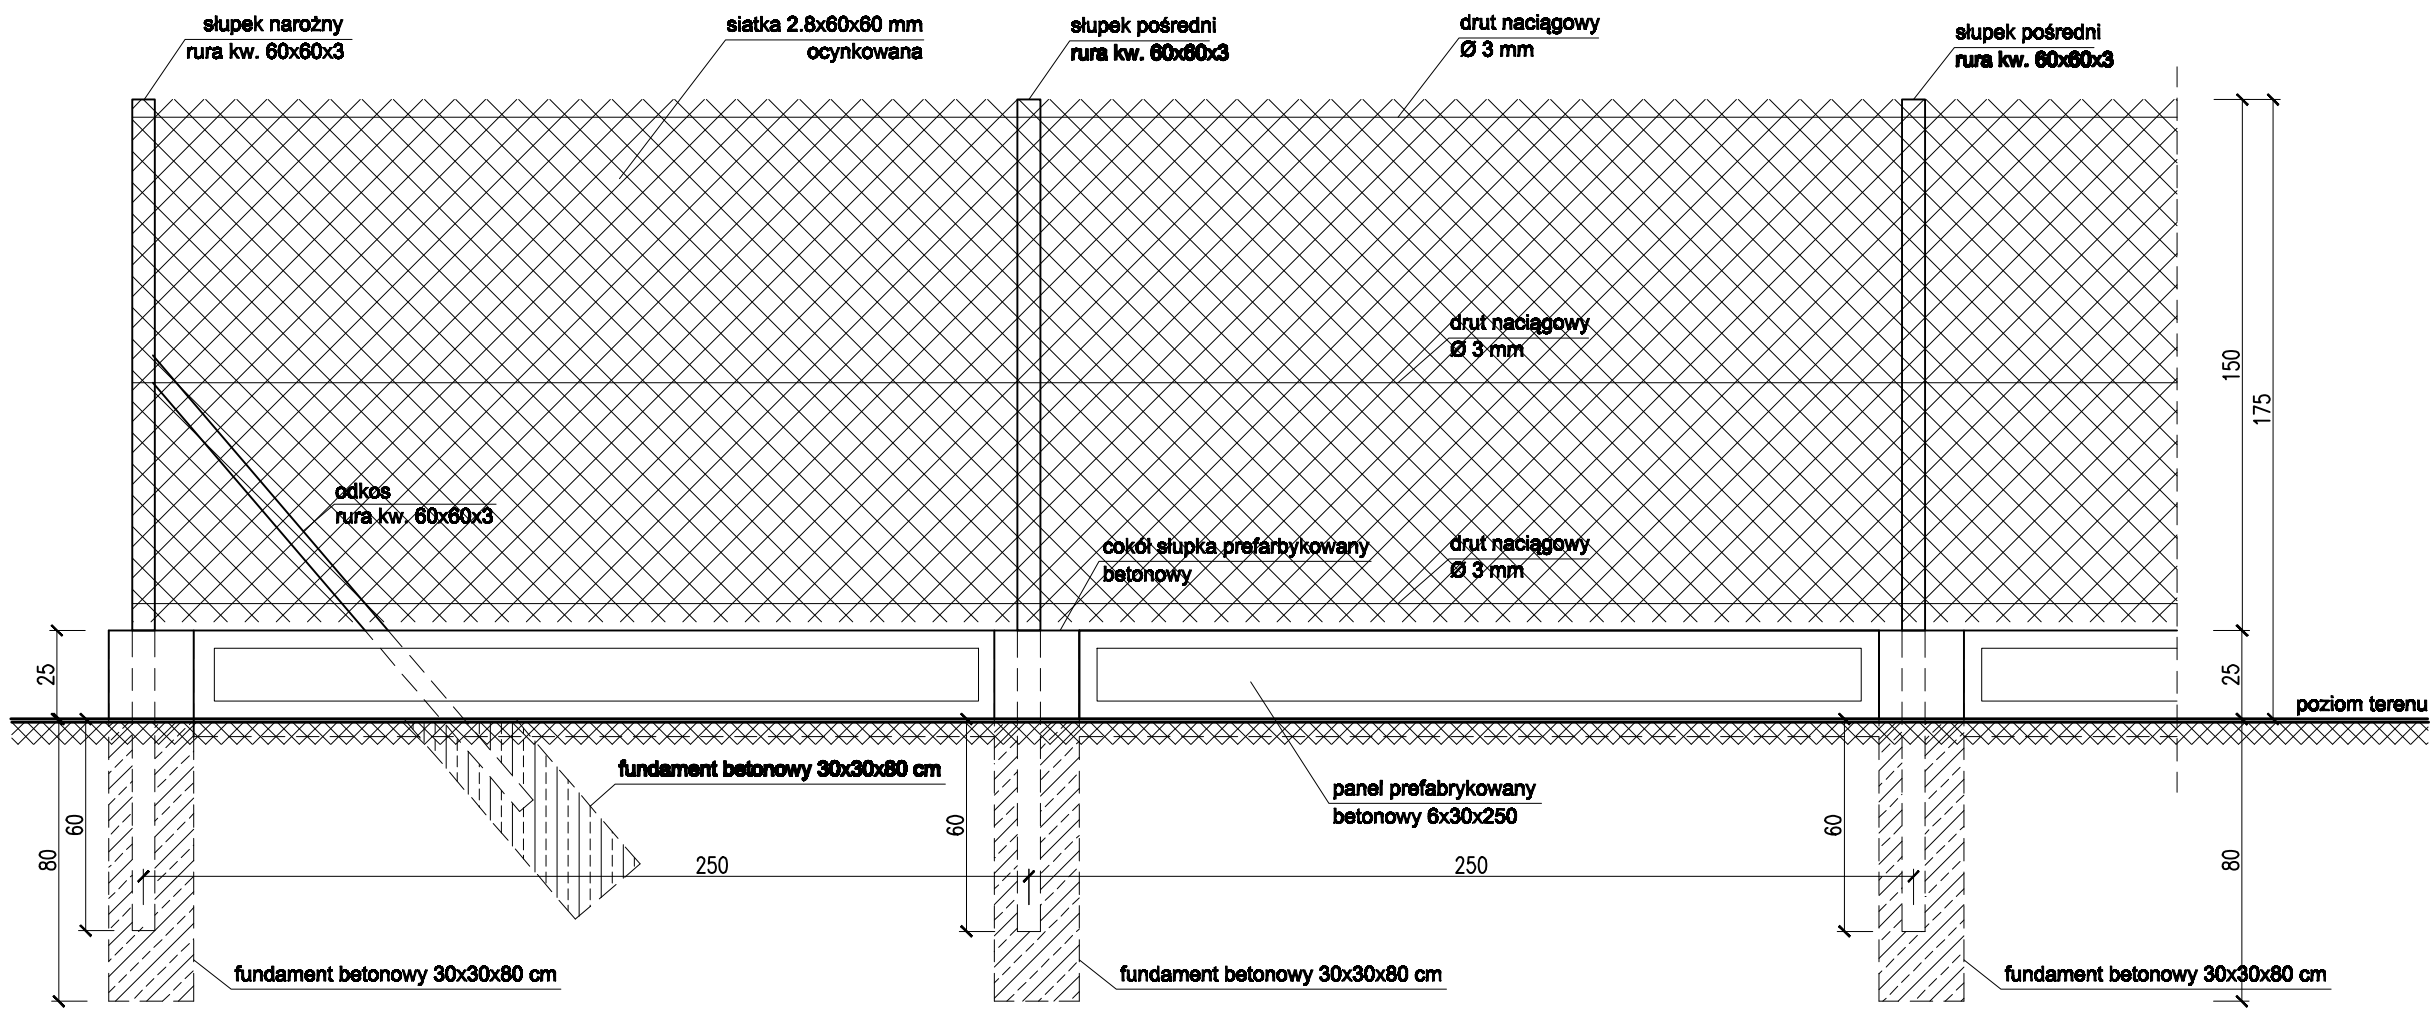 słupek narożny
rura kw. 60x60x3
siatka 2.8x60x60 mm
ocynkowana
słupek pośredni
rura kw. 60x60x3
drut naciągowy
Ø 3 mm
słupek pośredni
rura kw. 60x60x3
drut naciągowy
Ø 3 mm
150
175
odkos
rura kw. 60x60x3
cokół słupka prefarbykowany
betonowy
drut naciągowy
Ø 3 mm
25
25
poziom terenu
fundament betonowy 30x30x80 cm
panel prefabrykowany
betonowy 6x30x250
60
60
60
80
80
250
250
fundament betonowy 30x30x80 cm
fundament betonowy 30x30x80 cm
fundament betonowy 30x30x80 cm